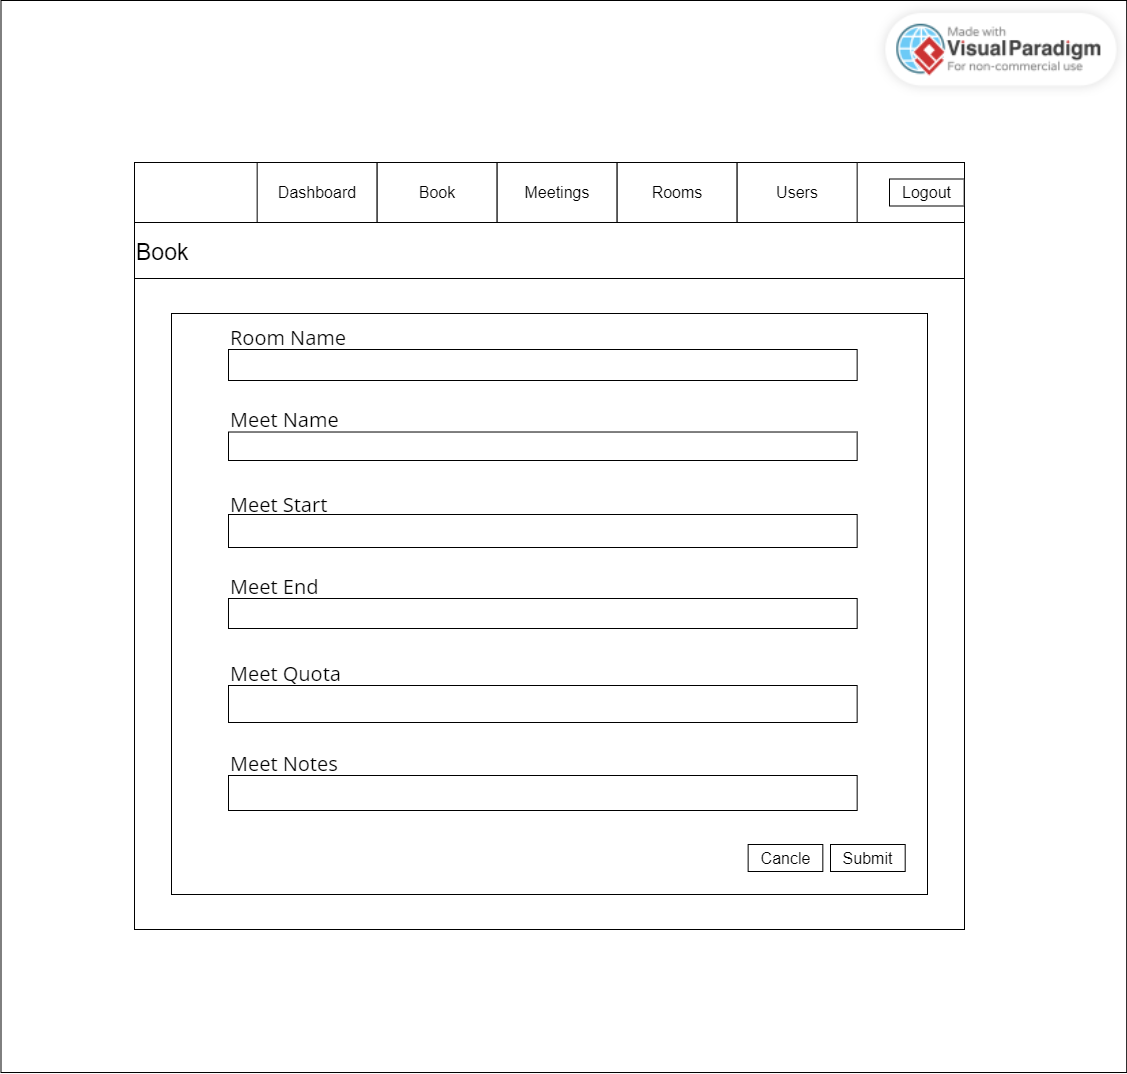 Made with
Visual Paradigm
For non-commercial use
Dashboard Book Meetings Rooms Users Logout
Book
Room Name
Meet Name
Meet Start
Meet End
Meet Quota
Meet Notes
Cancle Submit